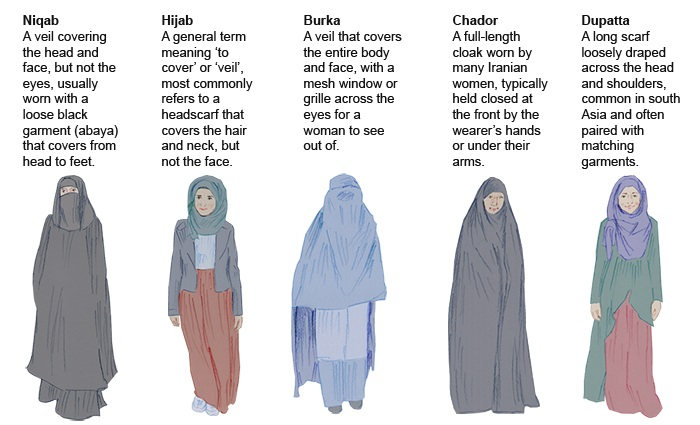 Niqab
A veil covering
the head and
face, but not the
eyes, usually
worn with a
loose black
garment (abaya)
that covers from
head to feet.
Hijab
A general term
meaning ‘to
cover’ or ‘veil’,
most commonly
refers to a
headscarf that
covers the hair
and neck, but
not the face.
Burka
A veil that covers
the entire body
and face, with a
mesh window or
grille across the
eyes for a
woman to see
out of.
Chador
A full-length
cloak worn by
many Iranian
women, typically
held closed at
the front by the
wearer’s hands
or under their
arms.
Dupatta
A long scarf
loosely draped
across the head
and shoulders,
common in south
Asia and often
paired with
matching
garments.